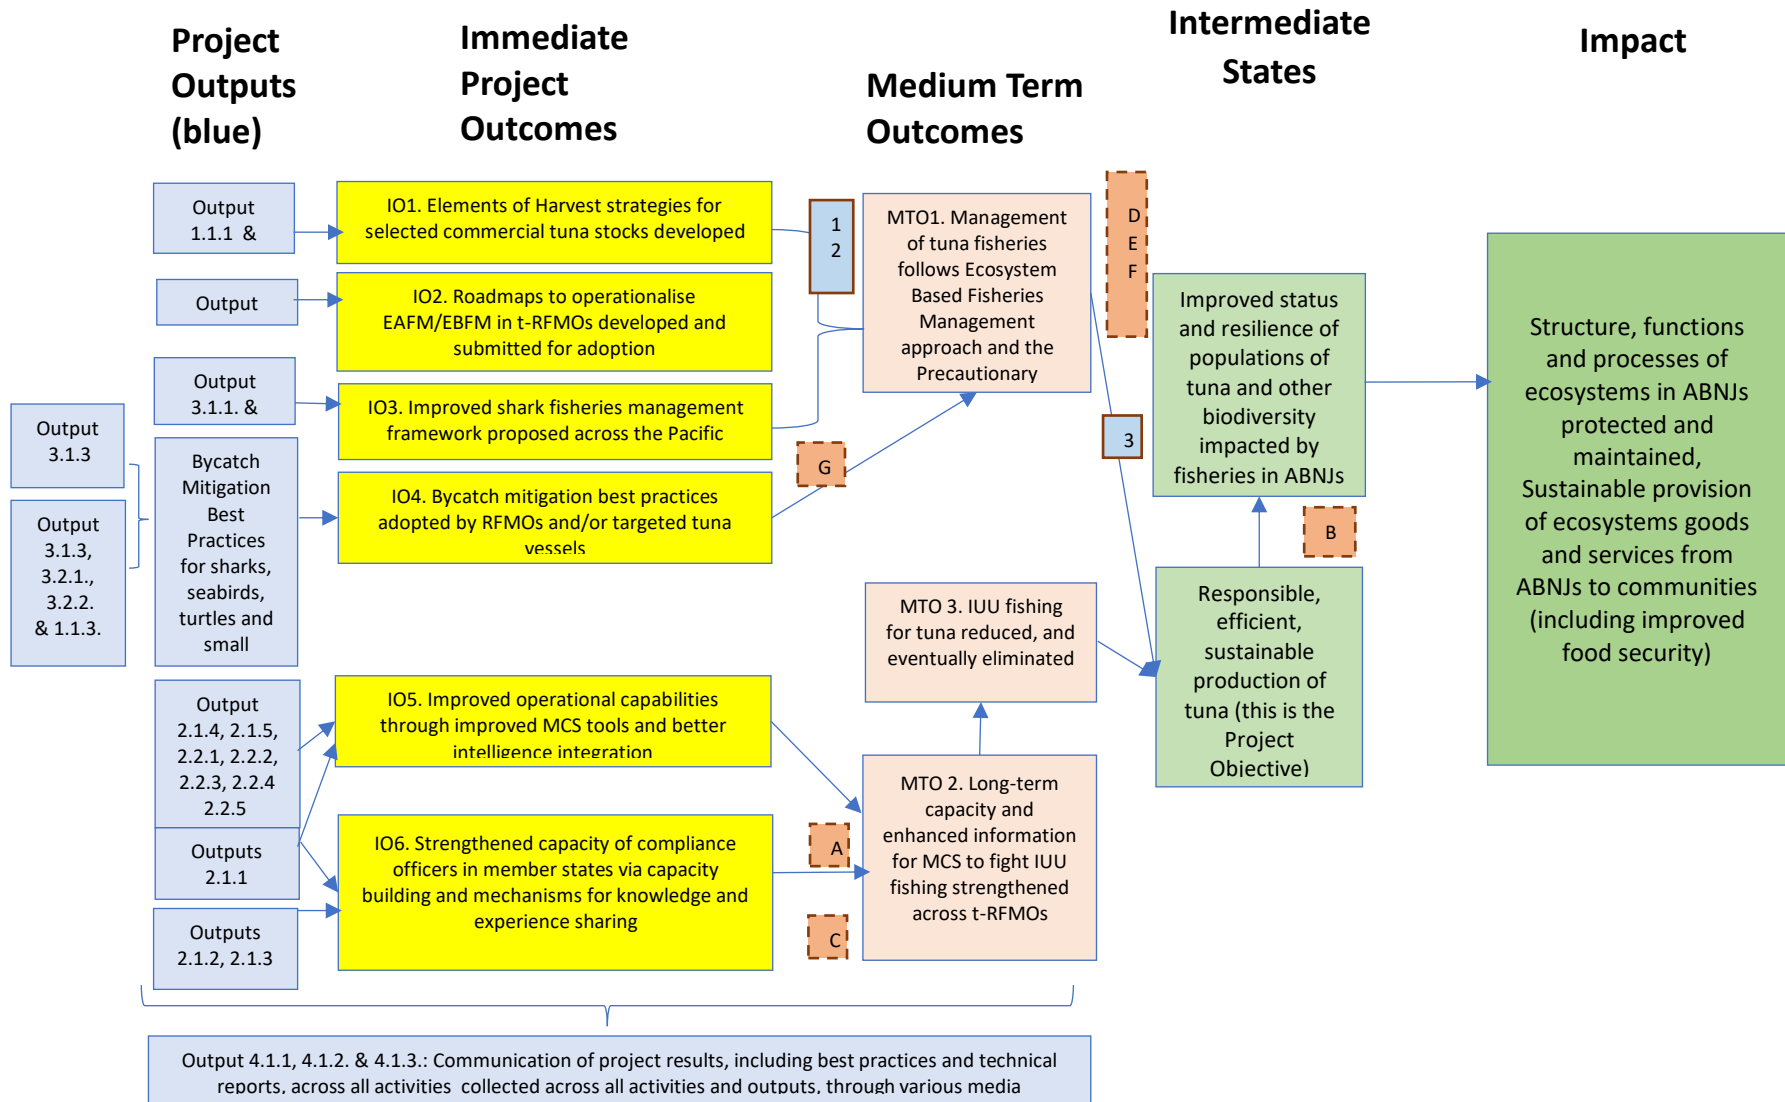 Project
Outputs
(blue)
Immediate
Project
Outcomes
Medium Term
Outcomes
Intermediate
States
Impact
Output
1.1.1 &
Output
Output
3.1.1. &
Output
3.1.3
Output
3.1.3,
3.2.1.,
3.2.2.
& 1.1.3.
Bycatch
Mitigation
Best
Practices
for sharks,
seabirds,
turtles and
small
Output
2.1.4, 2.1.5,
2.2.1, 2.2.2,
2.2.3, 2.2.4
2.2.5
Outputs
2.1.1
Outputs
2.1.2, 2.1.3
IO1. Elements of Harvest strategies for
selected commercial tuna stocks developed
IO2. Roadmaps to operationalise
EAFM/EBFM in t-RFMOs developed and
submitted for adoption
IO3. Improved shark fisheries management
framework proposed across the Pacific
IO4. Bycatch mitigation best practices
adopted by RFMOs and/or targeted tuna
vessels
IO5. Improved operational capabilities
through improved MCS tools and better
intelligence integration
IO6. Strengthened capacity of compliance
officers in member states via capacity
building and mechanisms for knowledge and
experience sharing
1
2
G
A
C
MTO1. Management
of tuna fisheries
follows Ecosystem
Based Fisheries
Management
approach and the
Precautionary
MTO 3. IUU fishing
for tuna reduced, and
eventually eliminated
MTO 2. Long-term
capacity and
enhanced information
for MCS to fight IUU
fishing strengthened
across t-RFMOs
D
E
F
3
Improved status
and resilience of
populations of
tuna and other
biodiversity
impacted by
fisheries in ABNJs
B
Responsible,
efficient,
sustainable
production of
tuna (this is the
Project
Objective)
Structure, functions
and processes of
ecosystems in ABNJs
protected and
maintained,
Sustainable provision
of ecosystems goods
and services from
ABNJs to communities
(including improved
food security)
Output 4.1.1, 4.1.2. & 4.1.3.: Communication of project results, including best practices and technical
reports, across all activities collected across all activities and outputs, through various media